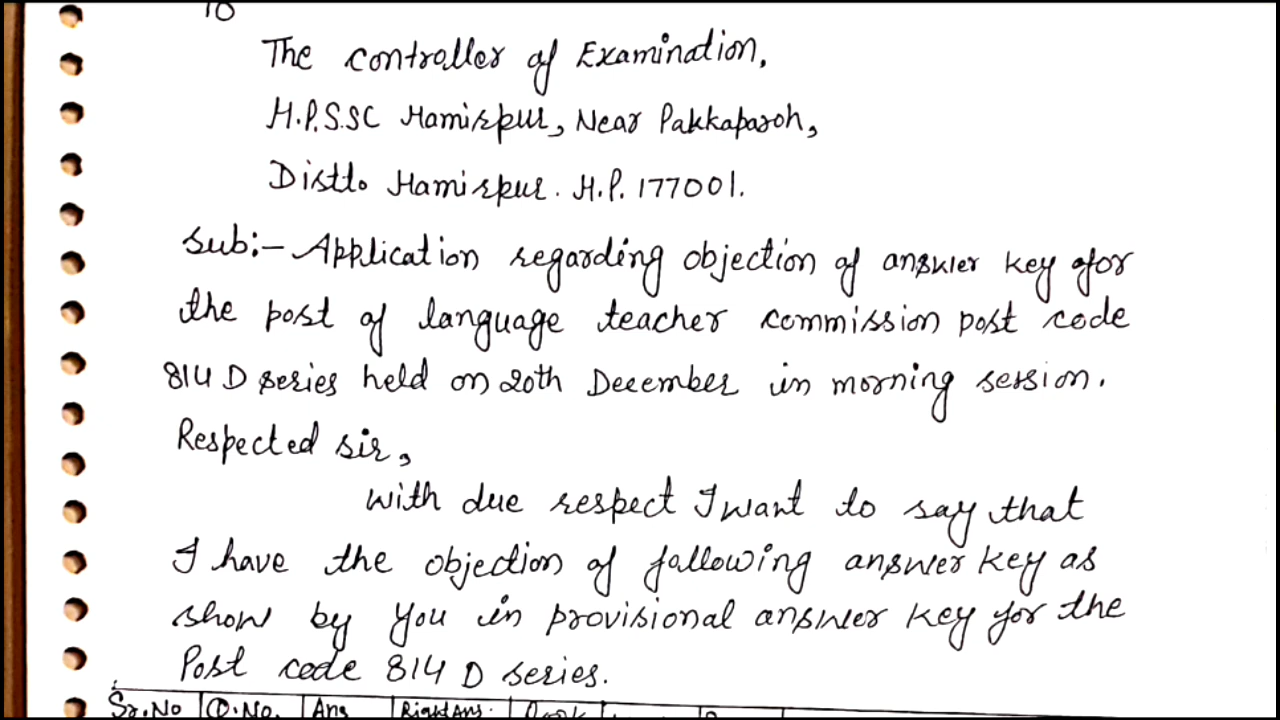 To
The controller of Examination,
H.P.S.SC Hamirpur, Near Pakkaparoh,
Distt. Hamirpur. H.P. 177001.
Sub:- Application regarding objection of answer key for
the post of language teacher commission post code
814 D series held on 20th December in morning session.
Respected sir,
with due respect I want to say that
I have the objection of following answer key as
show by you in provisional answer key for the
Post code 814 D series.
Sr.No Q.No. Ans Right Ans. Book